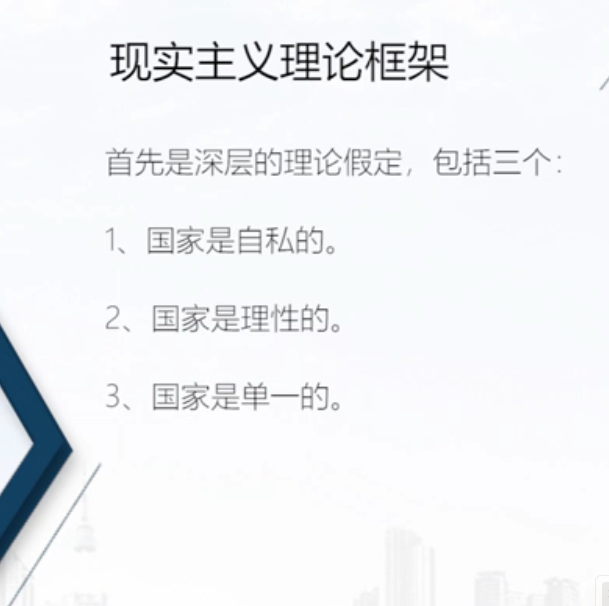 现实主义理论框架
首先是深层的理论假定，包括三个：
1、国家是自私的。
2、国家是理性的。
3、国家是单一的。